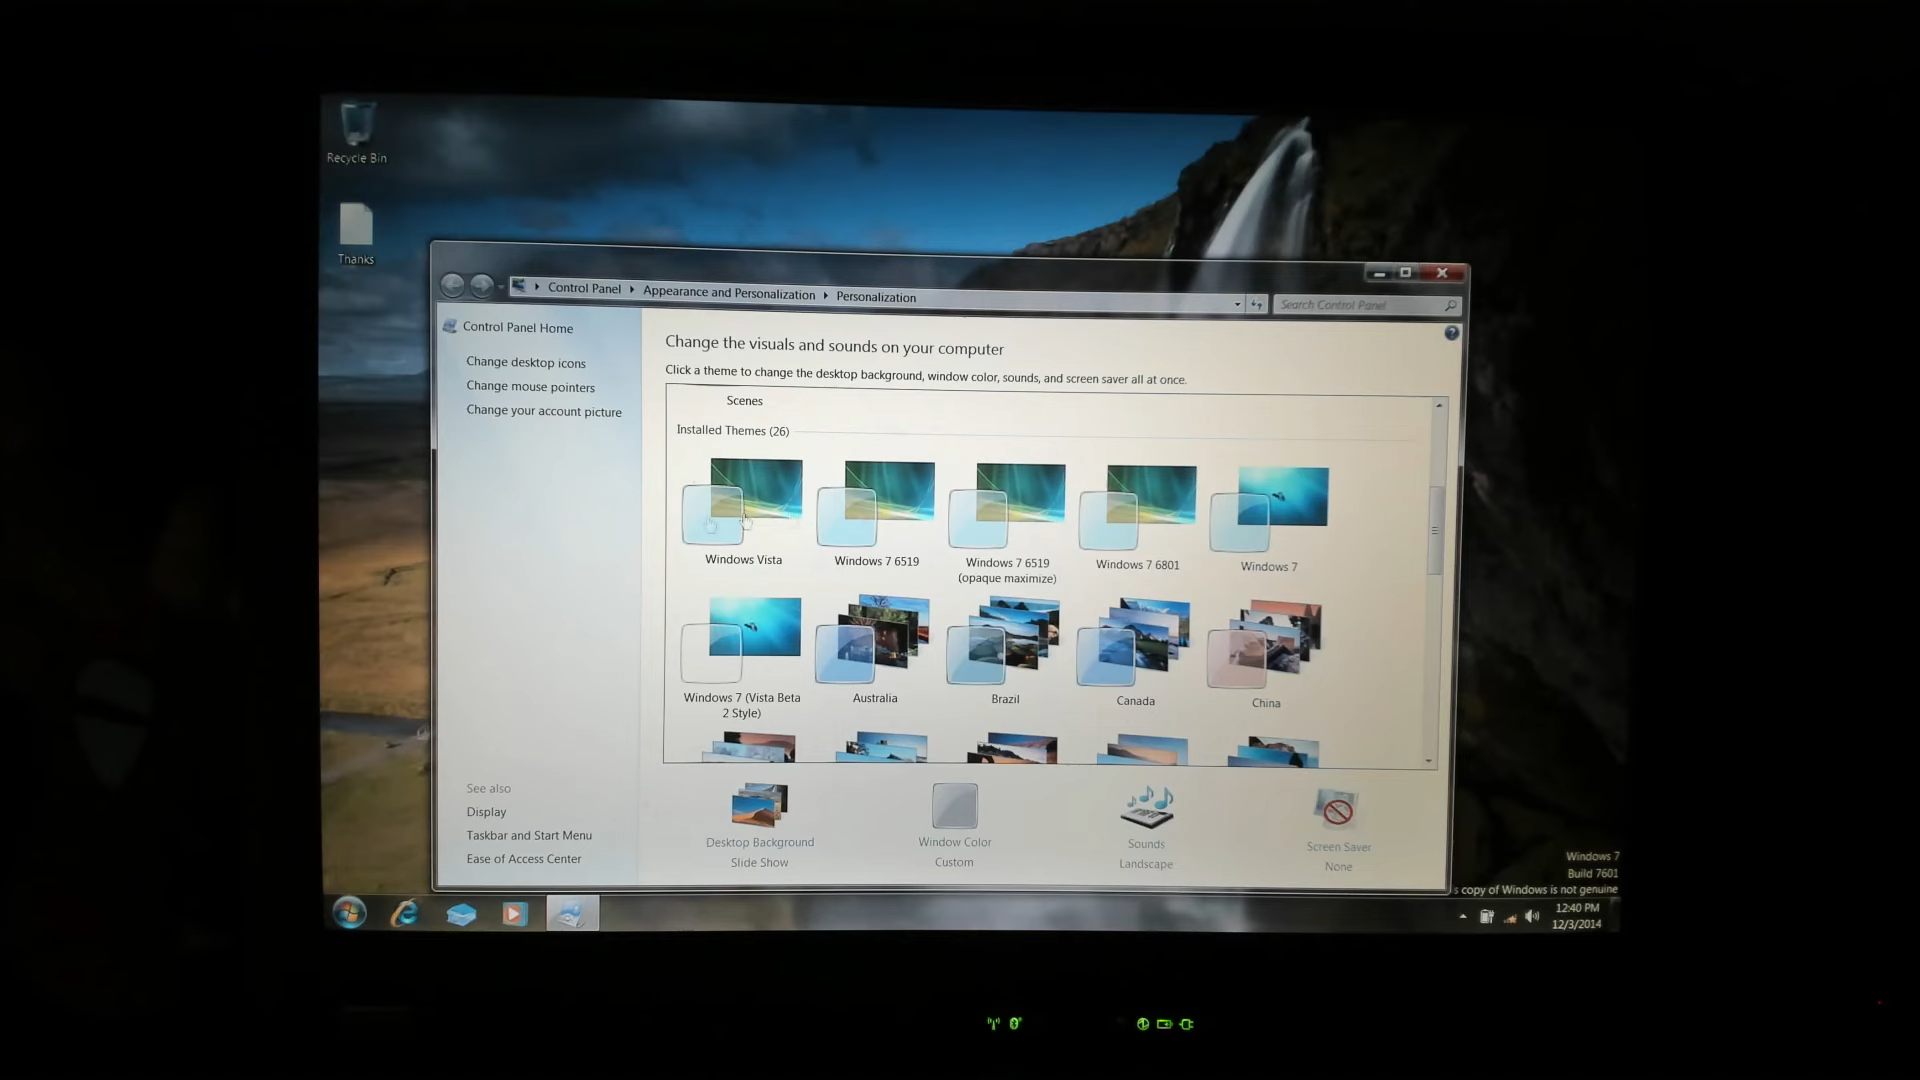 Recycle Bin
Thanks
Control Panel
Appearance and Personalization
Personalization
Search Control Panel
Control Panel Home
Change desktop icons
Change mouse pointers
Change your account picture
See also
Display
Taskbar and Start Menu
Ease of Access Center
Change the visuals and sounds on your computer
Click a theme to change the desktop background, window color, sounds, and screen saver all at once.
Scenes
Installed Themes (26)
Windows Vista
Windows 7 6519
Windows 7 6519
(opaque maximize)
Windows 7 6801
Windows 7
Windows 7 (Vista Beta
2 Style)
Australia
Brazil
Canada
China
Desktop Background
Slide Show
Window Color
Custom
Sounds
Landscape
Screen Saver
None
Windows 7
Build 7601
s copy of Windows is not genuine
12:40 PM
12/3/2014